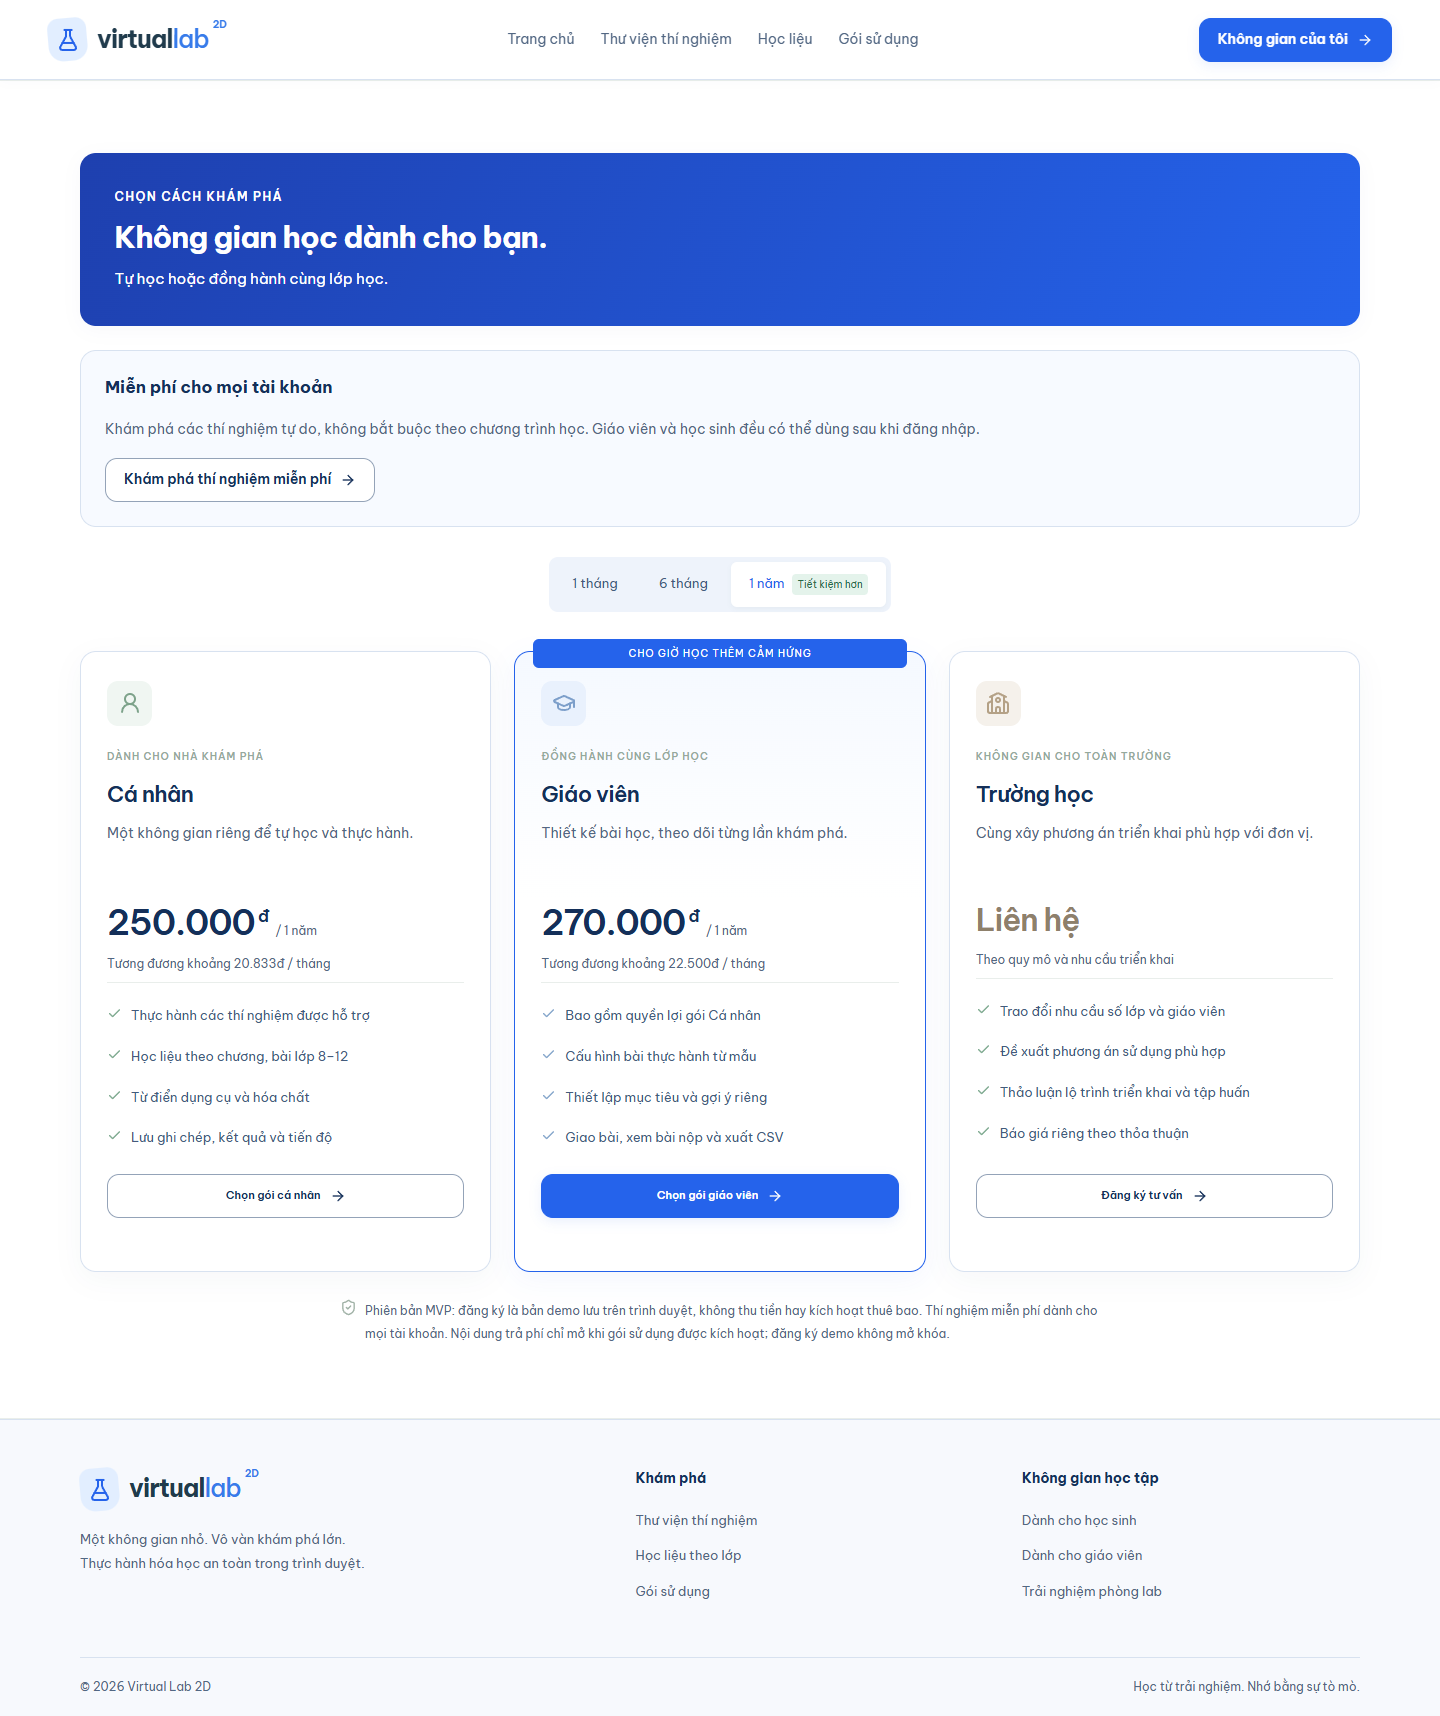 virtuallab 2D
Trang chủ
Thư viện thí nghiệm
Học liệu
Gói sử dụng
Không gian của tôi
CHỌN CÁCH KHÁM PHÁ
Không gian học dành cho bạn.
Tự học hoặc đồng hành cùng lớp học.
Miễn phí cho mọi tài khoản
Khám phá các thí nghiệm tự do, không bắt buộc theo chương trình học. Giáo viên và học sinh đều có thể dùng sau khi đăng nhập.
Khám phá thí nghiệm miễn phí
1 tháng
6 tháng
1 năm
Tiết kiệm hơn
DÀNH CHO NHÀ KHÁM PHÁ
Cá nhân
Một không gian riêng để tự học và thực hành.
250.000đ / 1 năm
Tương đương khoảng 20.833đ / tháng
Thực hành các thí nghiệm được hỗ trợ
Học liệu theo chương, bài lớp 8–12
Từ điển dụng cụ và hóa chất
Lưu ghi chép, kết quả và tiến độ
Chọn gói cá nhân
CHO GIỜ HỌC THÊM CẢM HỨNG
ĐỒNG HÀNH CÙNG LỚP HỌC
Giáo viên
Thiết kế bài học, theo dõi từng lần khám phá.
270.000đ / 1 năm
Tương đương khoảng 22.500đ / tháng
Bao gồm quyền lợi gói Cá nhân
Cấu hình bài thực hành từ mẫu
Thiết lập mục tiêu và gợi ý riêng
Giao bài, xem bài nộp và xuất CSV
Chọn gói giáo viên
KHÔNG GIAN CHO TOÀN TRƯỜNG
Trường học
Cùng xây phương án triển khai phù hợp với đơn vị.
Liên hệ
Theo quy mô và nhu cầu triển khai
Trao đổi nhu cầu số lớp và giáo viên
Đề xuất phương án sử dụng phù hợp
Thảo luận lộ trình triển khai và tập huấn
Báo giá riêng theo thỏa thuận
Đăng ký tư vấn
Phiên bản MVP: đăng ký là bản demo lưu trên trình duyệt, không thu tiền hay kích hoạt thuê bao. Thí nghiệm miễn phí dành cho
mọi tài khoản. Nội dung trả phí chỉ mở khi gói sử dụng được kích hoạt; đăng ký demo không mở khóa.
virtuallab 2D
Một không gian nhỏ. Vô vàn khám phá lớn.
Thực hành hóa học an toàn trong trình duyệt.
Khám phá
Thư viện thí nghiệm
Học liệu theo lớp
Gói sử dụng
Không gian học tập
Dành cho học sinh
Dành cho giáo viên
Trải nghiệm phòng lab
© 2026 Virtual Lab 2D
Học từ trải nghiệm. Nhớ bằng sự tò mò.